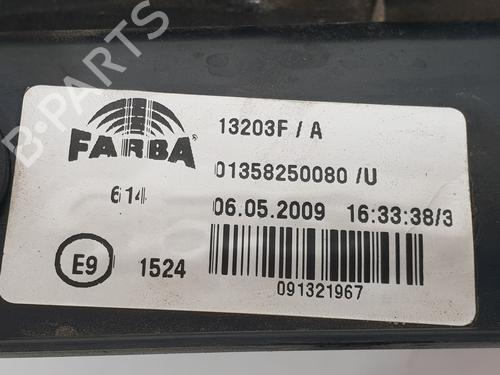 B-PARTS
FARBA
13203F / A
01358250080 /U
614
06.05.2009 16:33:38/3
E9 1524
091321967